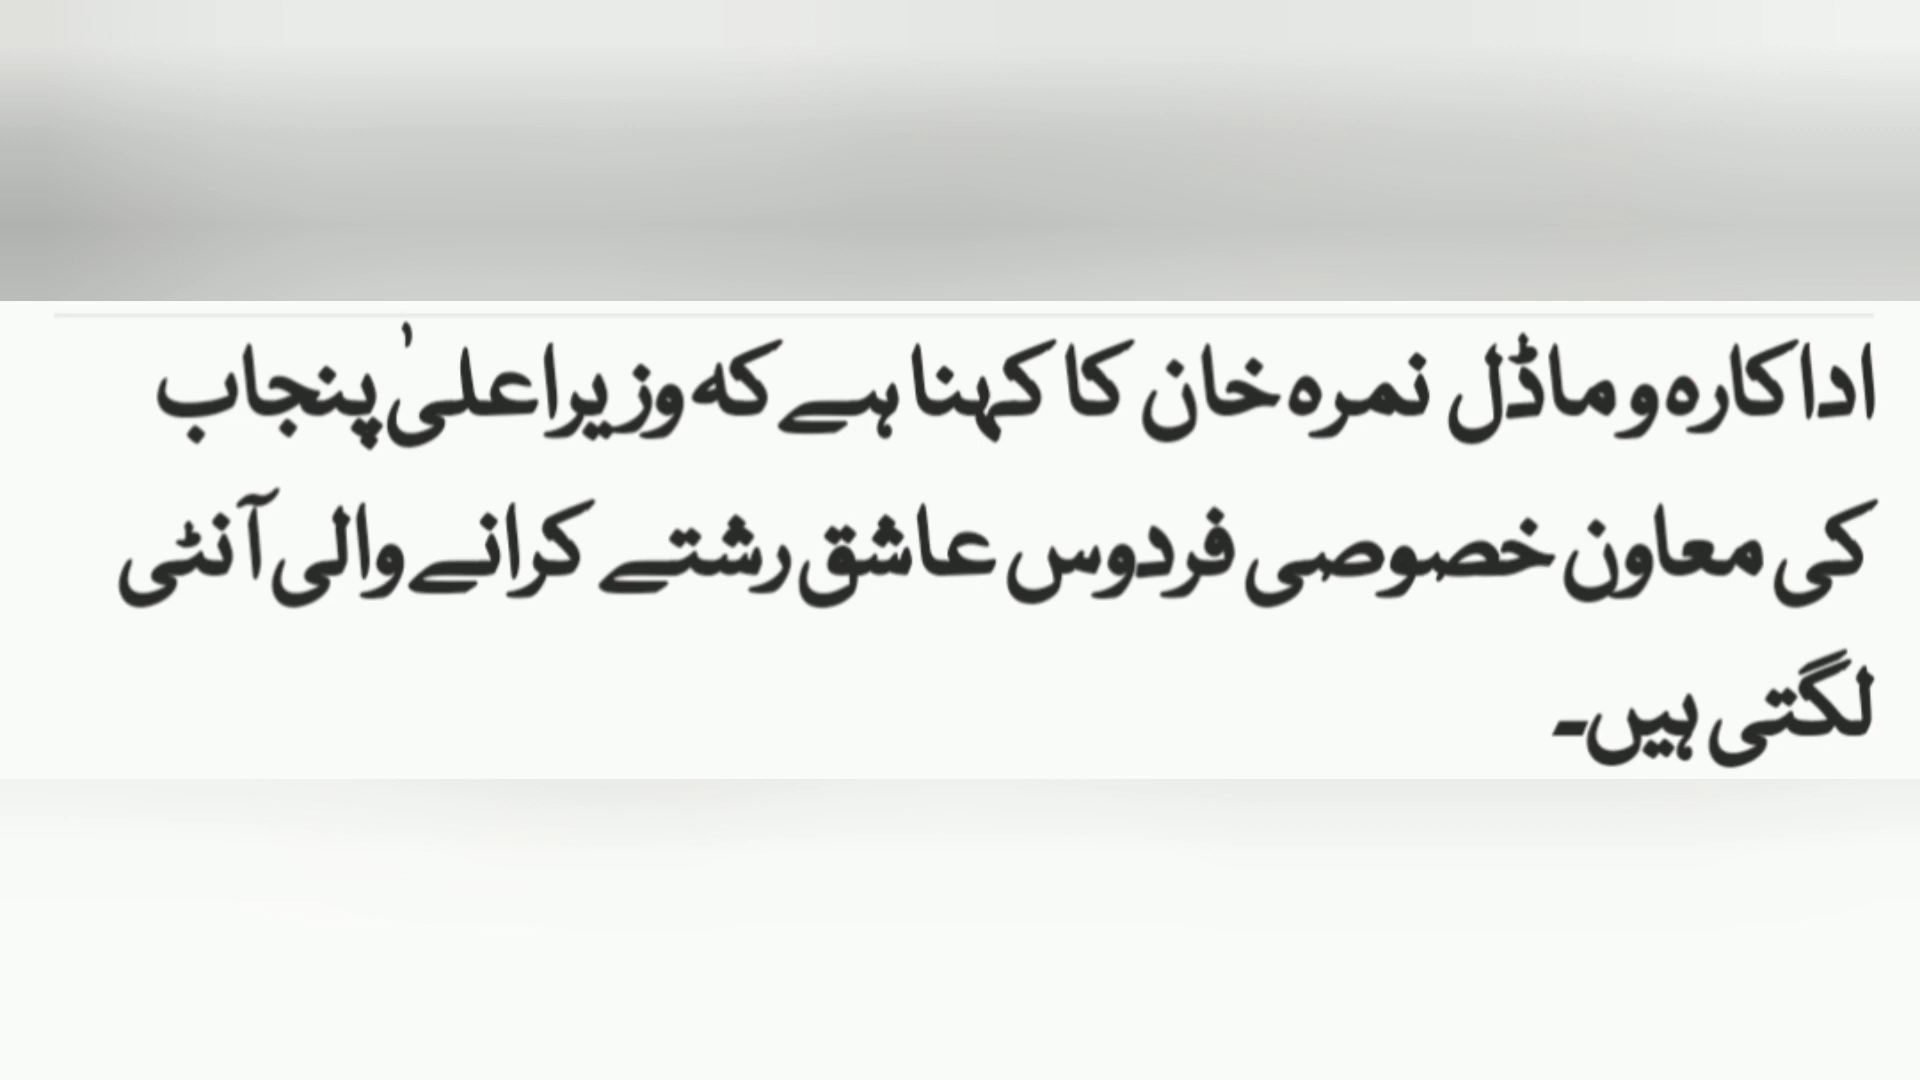 اداکارہ و ماڈل نمرہ خان کا کہنا ہے کہ وزیراعلیٰ پنجاب
کی معاون خصوصی فردوس عاشق رشتے کرانے والی آنٹی
لگتی ہیں۔